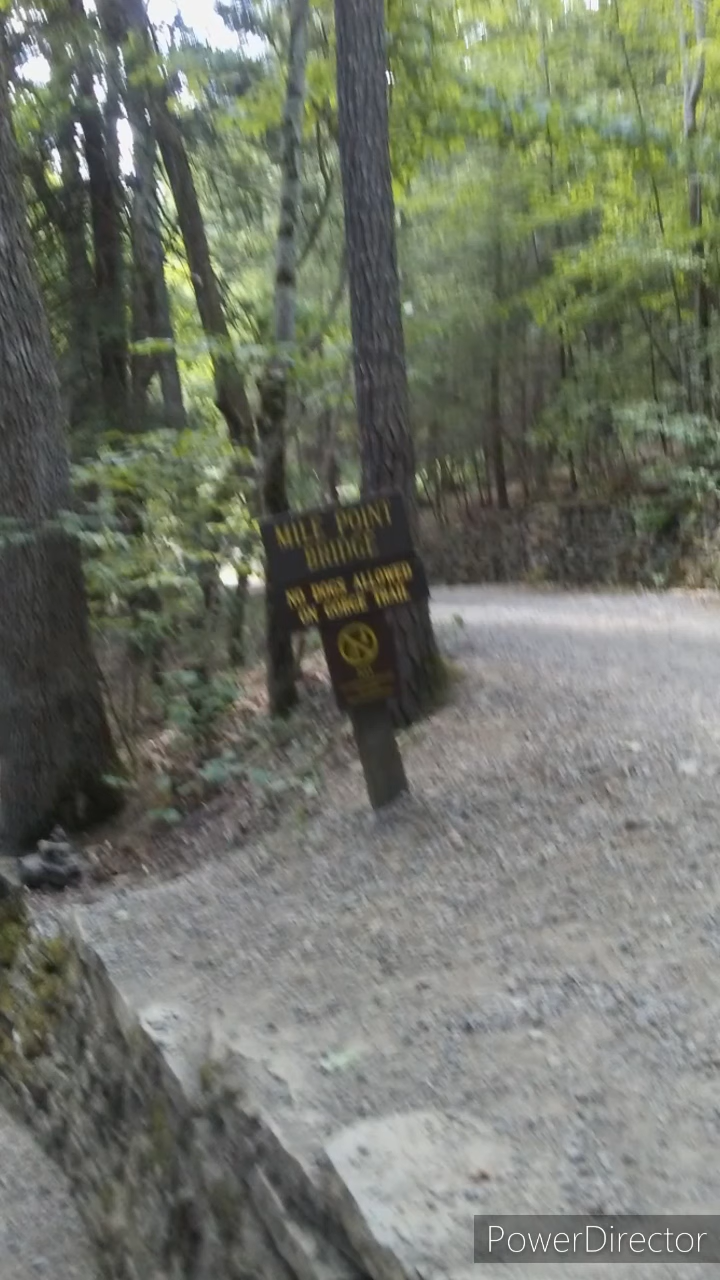 MILE POINT
BRIDGE
NO DOGS ALLOWED
ON GORGE TRAIL
PowerDirector